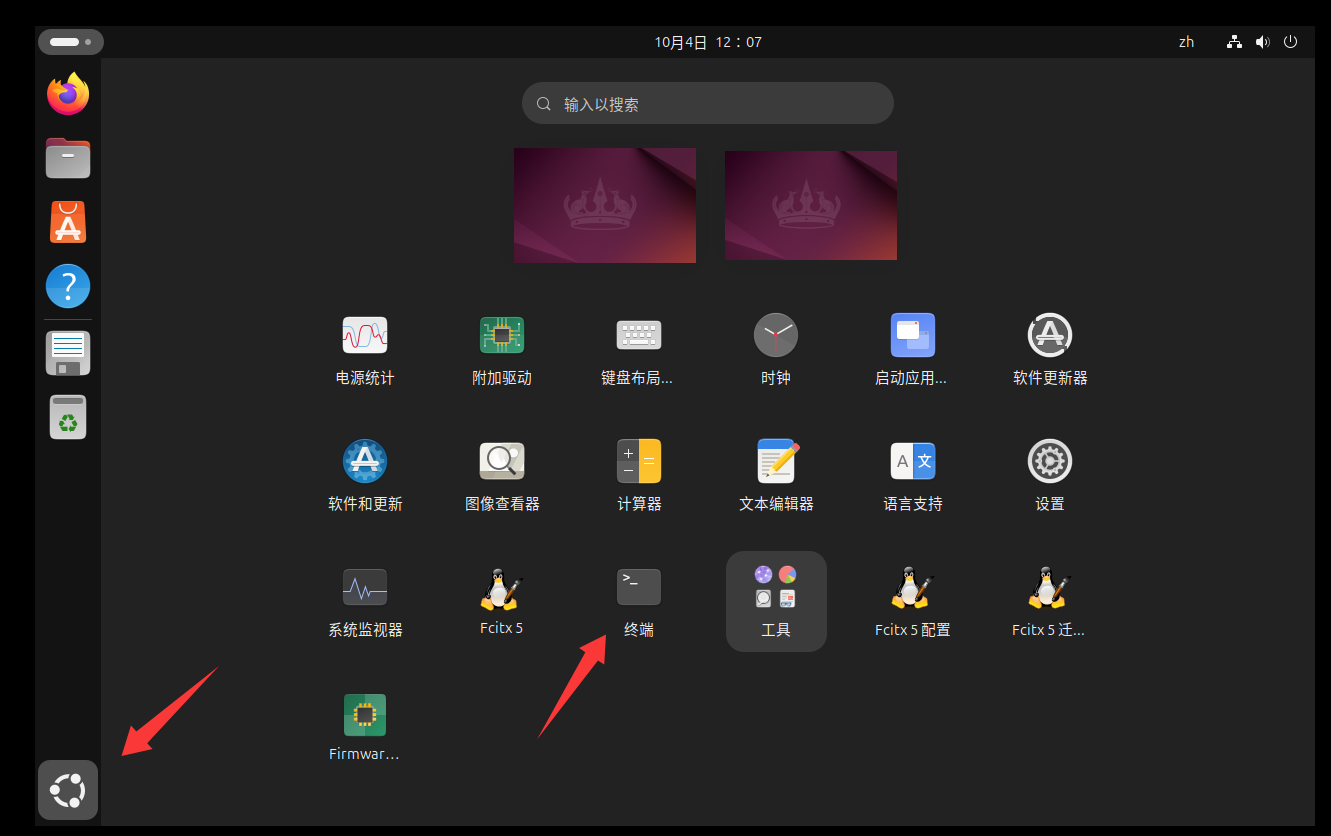 10月4日 12：07
zh
输入以搜索
电源统计
附加驱动
键盘布局...
时钟
启动应用...
软件更新器
软件和更新
图像查看器
计算器
文本编辑器
语言支持
设置
系统监视器
Fcitx 5
>_
终端
工具
Fcitx 5 配置
Fcitx 5 迁...
Firmwar...